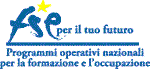 fse per il tuo futuro
Programmi operativi nazionali
per la formazione e l'occupazione